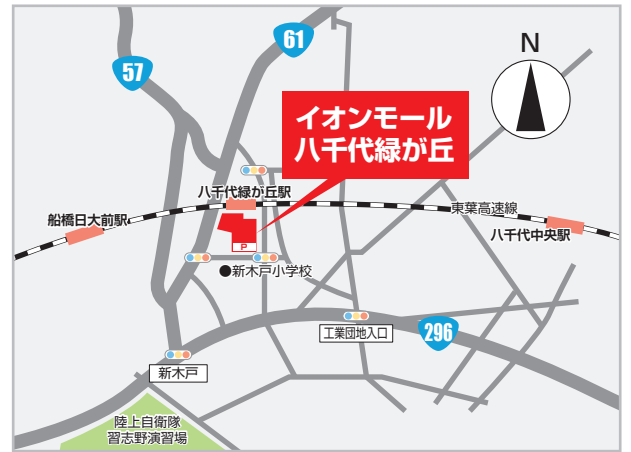 61
N
57
イオンモール
八千代緑が丘
八千代緑が丘駅
船橋日大前駅
東葉高速線
八千代中央駅
P
●新木戸小学校
工業団地入口
296
新木戸
陸上自衛隊
習志野演習場